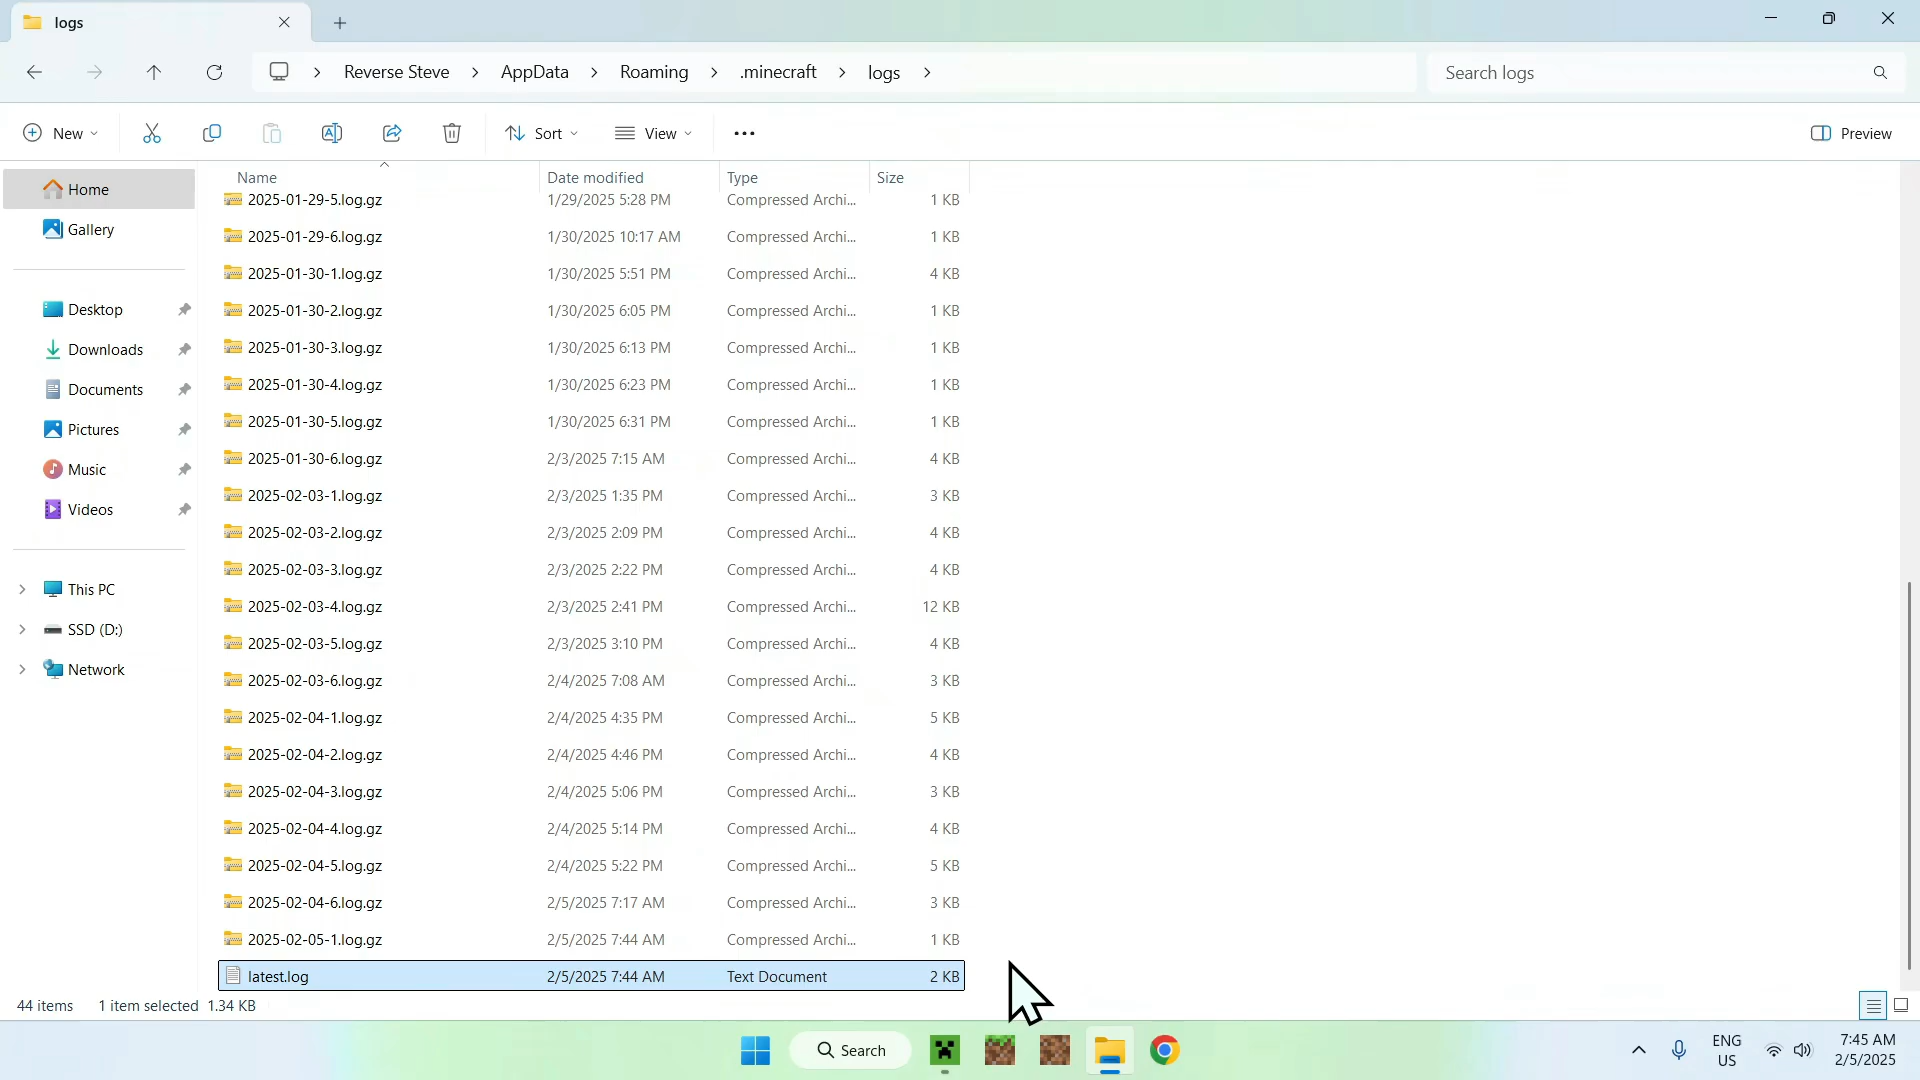 logs
Reverse Steve AppData Roaming .minecraft logs
Search logs
New Sort View Preview
Name Date modified Type Size
Home
Gallery
Desktop
Downloads
Documents
Pictures
Music
Videos
This PC
SSD (D:)
Network
2025-01-29-5.log.gz 1/29/2025 5:28 PM Compressed Archi... 1 KB
2025-01-29-6.log.gz 1/30/2025 10:17 AM Compressed Archi... 1 KB
2025-01-30-1.log.gz 1/30/2025 5:51 PM Compressed Archi... 4 KB
2025-01-30-2.log.gz 1/30/2025 6:05 PM Compressed Archi... 1 KB
2025-01-30-3.log.gz 1/30/2025 6:13 PM Compressed Archi... 1 KB
2025-01-30-4.log.gz 1/30/2025 6:23 PM Compressed Archi... 1 KB
2025-01-30-5.log.gz 1/30/2025 6:31 PM Compressed Archi... 1 KB
2025-01-30-6.log.gz 2/3/2025 7:15 AM Compressed Archi... 4 KB
2025-02-03-1.log.gz 2/3/2025 1:35 PM Compressed Archi... 3 KB
2025-02-03-2.log.gz 2/3/2025 2:09 PM Compressed Archi... 4 KB
2025-02-03-3.log.gz 2/3/2025 2:22 PM Compressed Archi... 4 KB
2025-02-03-4.log.gz 2/3/2025 2:41 PM Compressed Archi... 12 KB
2025-02-03-5.log.gz 2/3/2025 3:10 PM Compressed Archi... 4 KB
2025-02-03-6.log.gz 2/4/2025 7:08 AM Compressed Archi... 3 KB
2025-02-04-1.log.gz 2/4/2025 4:35 PM Compressed Archi... 5 KB
2025-02-04-2.log.gz 2/4/2025 4:46 PM Compressed Archi... 4 KB
2025-02-04-3.log.gz 2/4/2025 5:06 PM Compressed Archi... 3 KB
2025-02-04-4.log.gz 2/4/2025 5:14 PM Compressed Archi... 4 KB
2025-02-04-5.log.gz 2/4/2025 5:22 PM Compressed Archi... 5 KB
2025-02-04-6.log.gz 2/5/2025 7:17 AM Compressed Archi... 3 KB
2025-02-05-1.log.gz 2/5/2025 7:44 AM Compressed Archi... 1 KB
latest.log 2/5/2025 7:44 AM Text Document 2 KB
44 items 1 item selected 1.34 KB
Search
ENG
US
7:45 AM
2/5/2025